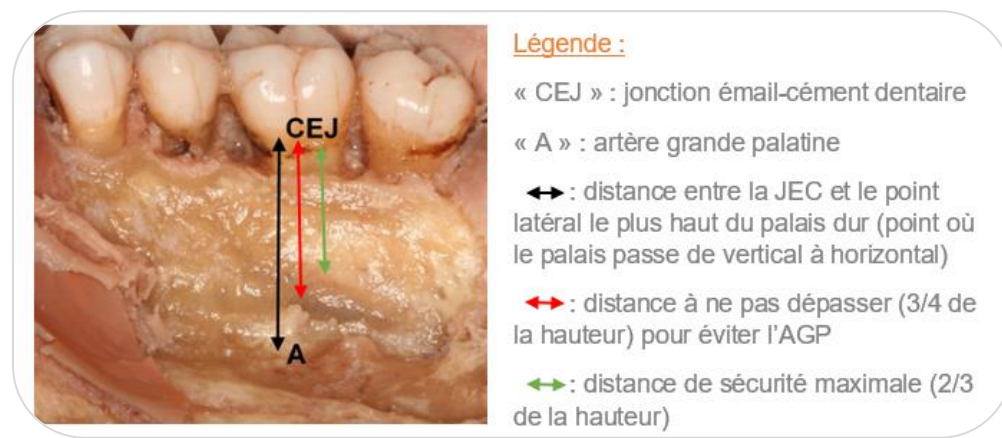 CEJ
A
Légende :
« CEJ » : jonction émail-cément dentaire
« A » : artère grande palatine
: distance entre la JEC et le point
latéral le plus haut du palais dur (point où
le palais passe de vertical à horizontal)
: distance à ne pas dépasser (3/4 de
la hauteur) pour éviter l’AGP
: distance de sécurité maximale (2/3
de la hauteur)